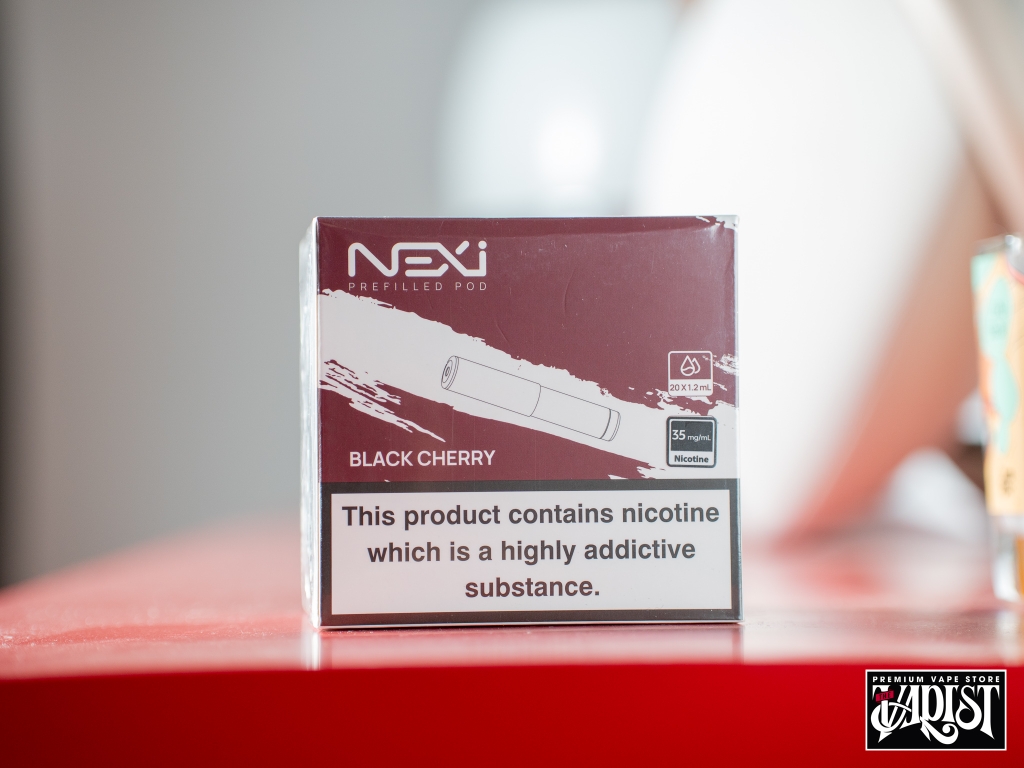 NEXi
PREFILLED POD
20 X 1.2 mL
35 mg/mL
Nicotine
BLACK CHERRY
This product contains nicotine
which is a highly addictive
substance.
PREMIUM VAPE STORE
THE
VAPIST